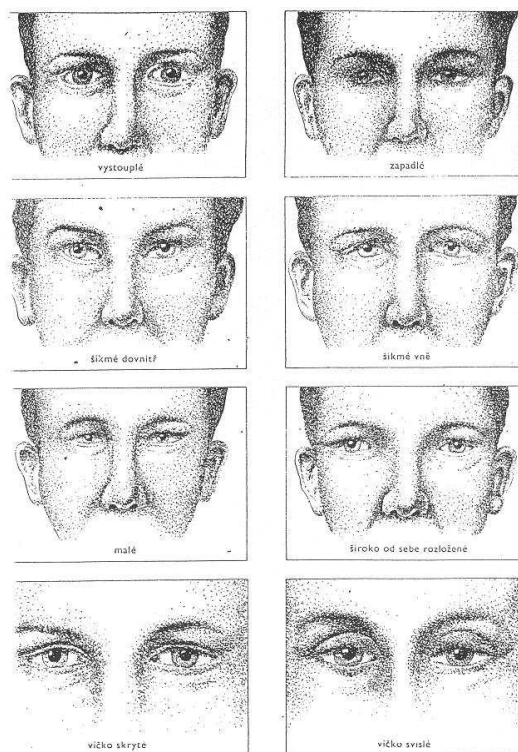 vystouplé
zapadlé
šikmé dovnitř
šikmé vně
malé
široko od sebe rozložené
víčko skryté
víčko svislé